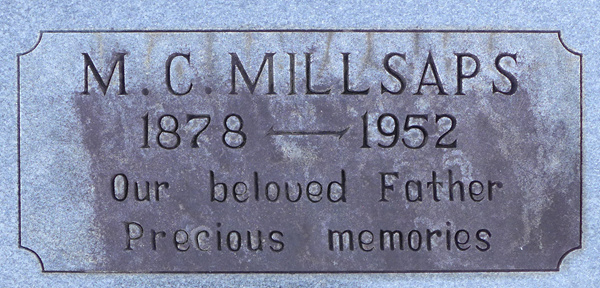 M. C. MILLSAPS
1878 — 1952
Our beloved Father
Precious memories